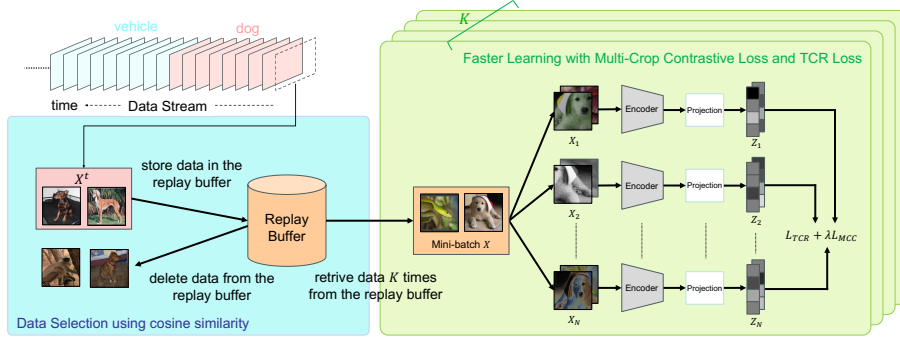 vehicle
dog
K
Faster Learning with Multi-Crop Contrastive Loss and TCR Loss
time
Data Stream
X^t
store data in the
replay buffer
Replay
Buffer
delete data from the
replay buffer
retrive data K times
from the replay buffer
Data Selection using cosine similarity
Mini-batch X
X_1
Encoder
Projection
Z_1
X_2
Encoder
Projection
Z_2
L_TCR + λL_MCC
X_N
Encoder
Projection
Z_N